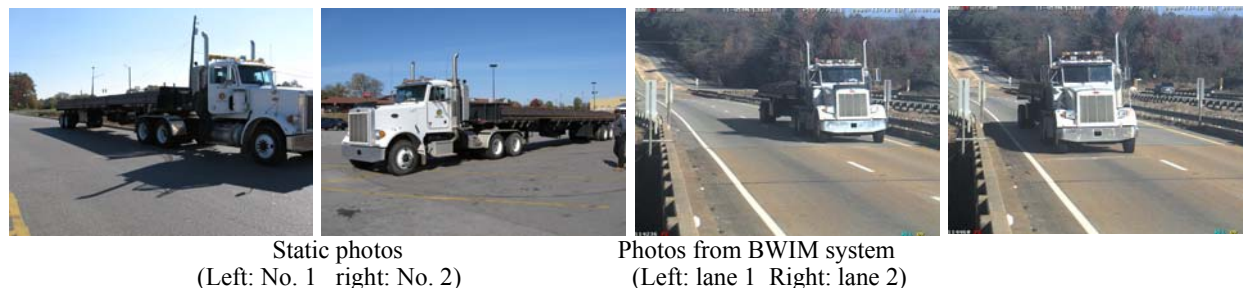 Static photos
(Left: No. 1 right: No. 2)
Photos from BWIM system
(Left: lane 1 Right: lane 2)